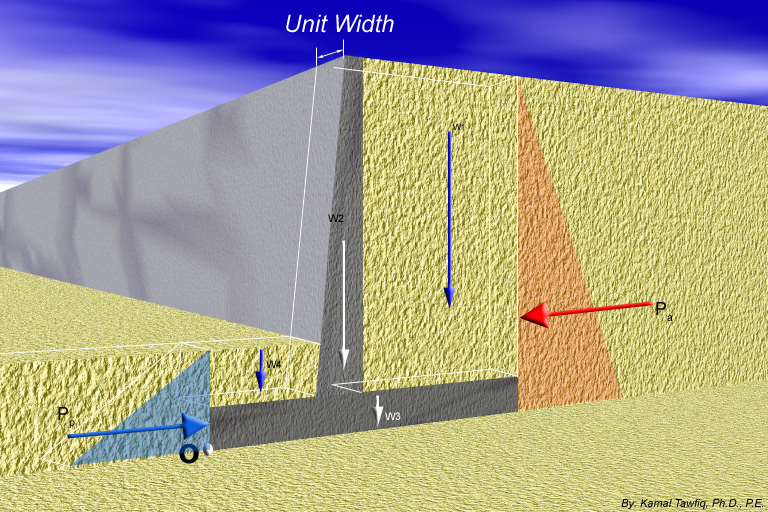 Unit Width
W1
W2
Pa
W4
Pp
W3
O
By. Kamal Tawfiq, Ph.D., P.E.